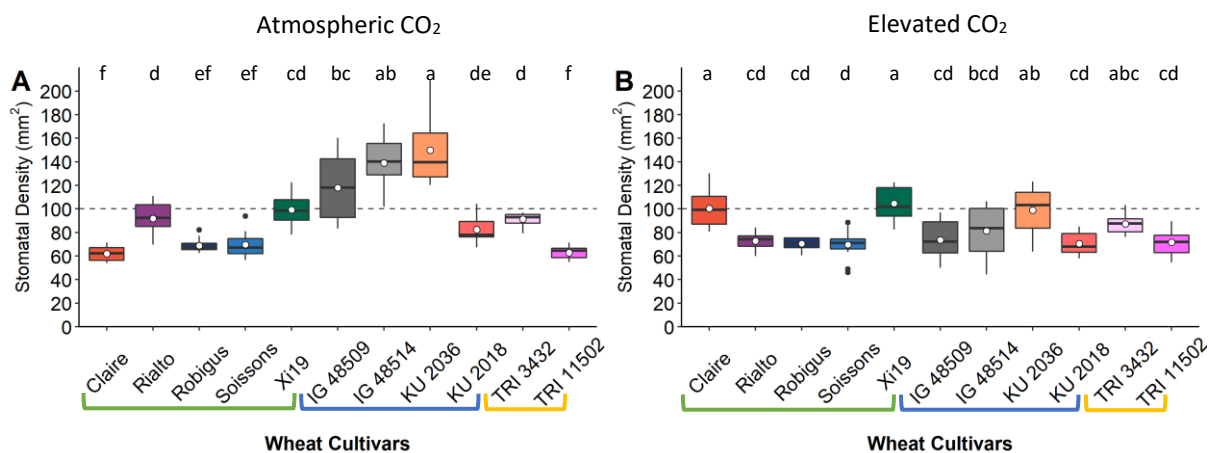 Atmospheric CO₂
Elevated CO₂
A
f d ef ef cd bc ab a de d f
Stomatal Density (mm²)
200
180
160
140
120
100
80
60
40
20
0
Claire
Rialto
Robigus
Soissons
Xi19
IG 48509
IG 48514
KU 2036
KU 2018
TRI 3432
TRI 11502
Wheat Cultivars
B
a cd cd d a cd bcd ab cd abc cd
Stomatal Density (mm²)
200
180
160
140
120
100
80
60
40
20
0
Claire
Rialto
Robigus
Soissons
Xi19
IG 48509
IG 48514
KU 2036
KU 2018
TRI 3432
TRI 11502
Wheat Cultivars